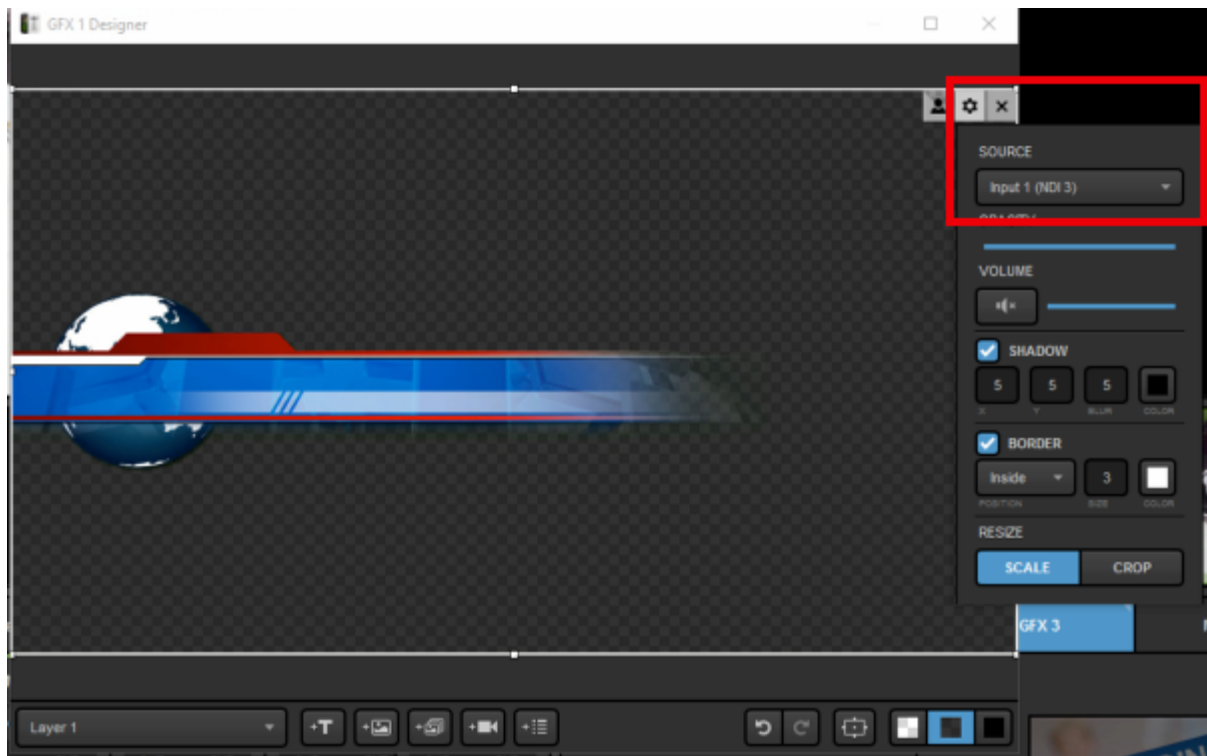 GFX 1 Designer
SOURCE
Input 1 (NDI 3)
OPACITY
VOLUME
SHADOW
5 5 5
X Y BLUR COLOR
BORDER
Inside 3
POSITION SIZE COLOR
RESIZE
SCALE CROP
GFX 3
Layer 1
+T